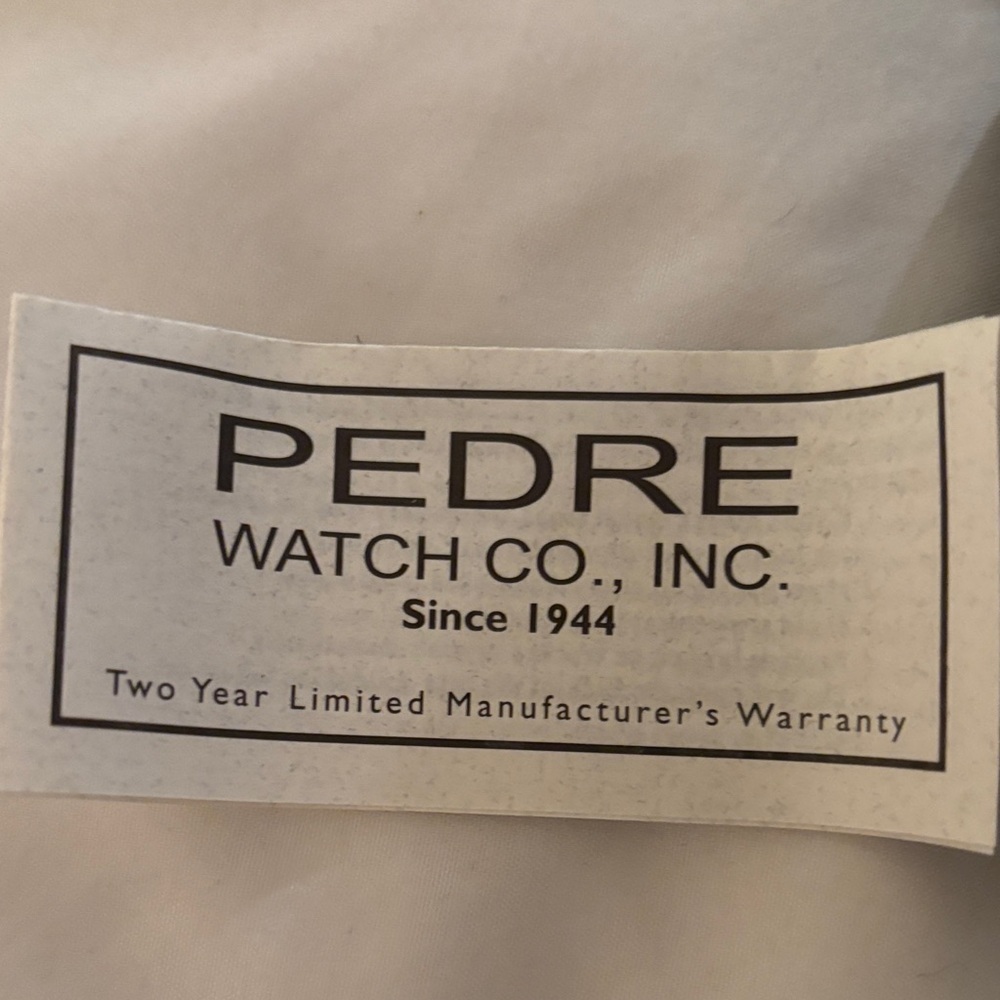 PEDRE
WATCH CO., INC.
Since 1944
Two Year Limited Manufacturer's Warranty